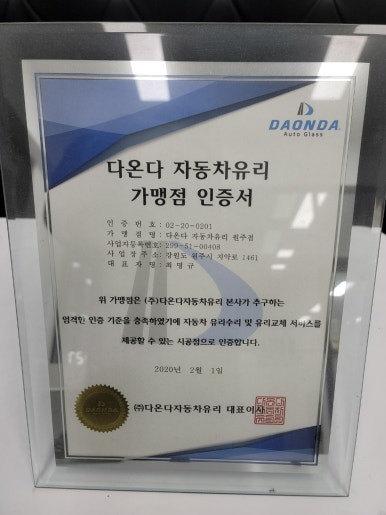 DAONDA
Auto Glass
다온다 자동차유리
가맹점 인증서
인 증 번 호 : 02-20-0201
가 맹 점 명 : 다온다 자동차유리 원주점
사업자등록번호: 299-51-00408
사 업 장 주 소: 강원도 원주시 지악로 1461
대 표 자 명: 최명규
위 가맹점은 (주)다온다자동차유리 본사가 추구하는
엄격한 인증 기준을 충족하였기에 자동차 유리수리 및 유리교체 서비스를
제공할 수 있는 시공점으로 인증합니다.
2020년 2월 1일
㈜다온다자동차유리 대표이사
DAONDA